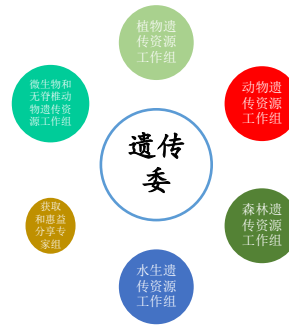 植物遗
传资源
工作组
微生物和
无脊椎动
物遗传资
源工作组
动物遗
传资源
工作组
遗传
委
获取
和惠益
分享专
家组
森林遗
传资源
工作组
水生遗
传资源
工作组